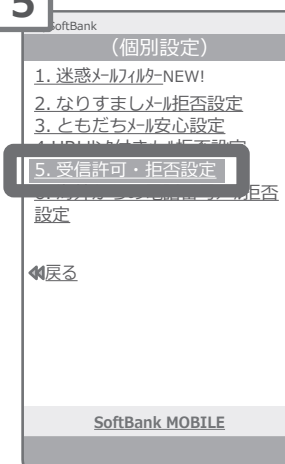 5
SoftBank
（個別設定）
1. 迷惑ﾒｰﾙﾌｨﾙﾀｰNEW!
2. なりすましﾒｰﾙ拒否設定
3. ともだちﾒｰﾙ安心設定
5. 受信許可・拒否設定
拒否
設定
戻る
SoftBank MOBILE